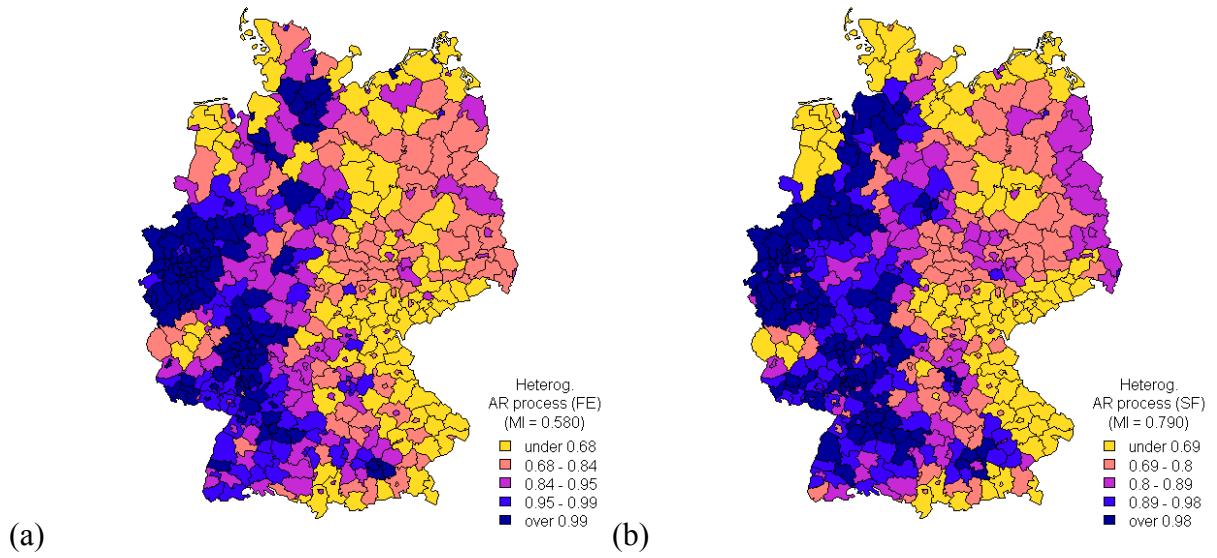 Heterog.
AR process (FE)
(MI = 0.580)
under 0.68
0.68 - 0.84
0.84 - 0.95
0.95 - 0.99
over 0.99
(a)
Heterog.
AR process (SF)
(MI = 0.790)
under 0.69
0.69 - 0.8
0.8 - 0.89
0.89 - 0.98
over 0.98
(b)